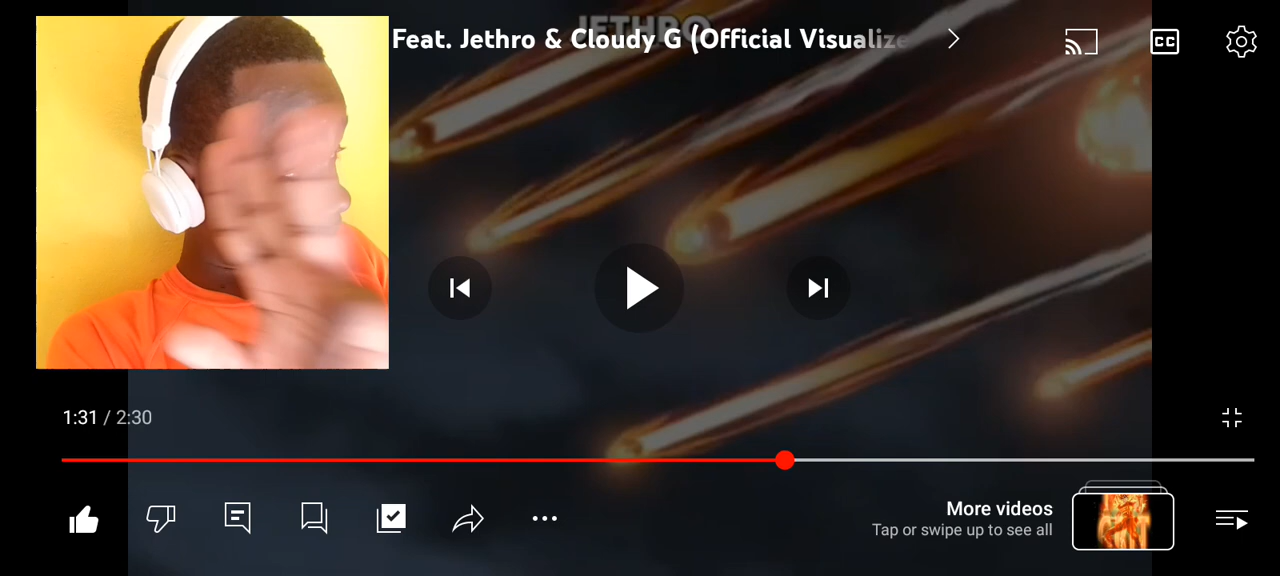 JETHRO
Feat. Jethro & Cloudy G (Official Visualize
CC
1:31 / 2:30
More videos
Tap or swipe up to see all